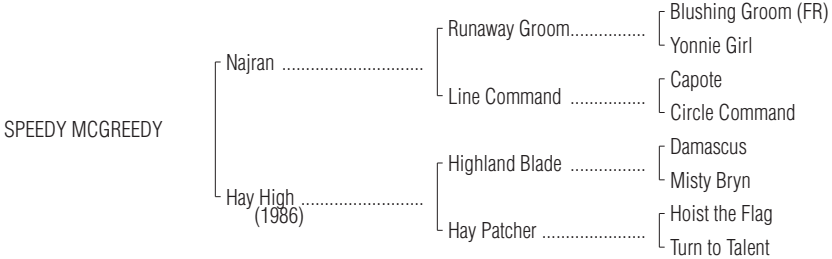 Blushing Groom (FR)
Runaway Groom................
Yonnie Girl
Najran ..............................
Capote
Line Command ................
Circle Command
SPEEDY MCGREEDY
Damascus
Highland Blade ................
Misty Bryn
Hay High ..........................
(1986)
Hoist the Flag
Hay Patcher ......................
Turn to Talent